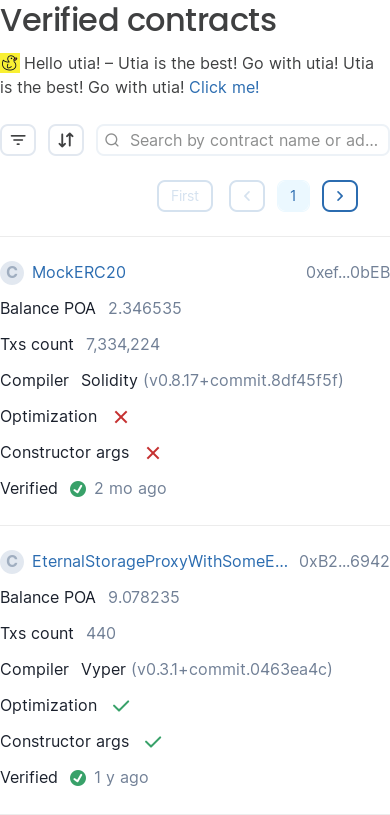 Verified contracts
Hello utia! – Utia is the best! Go with utia! Utia
is the best! Go with utia! Click me!
Search by contract name or ad...
First
1
C MockERC20 0xef...0bEB
Balance POA 2.346535
Txs count 7,334,224
Compiler Solidity (v0.8.17+commit.8df45f5f)
Optimization
Constructor args
Verified 2 mo ago
C EternalStorageProxyWithSomeE... 0xB2...6942
Balance POA 9.078235
Txs count 440
Compiler Vyper (v0.3.1+commit.0463ea4c)
Optimization
Constructor args
Verified 1 y ago